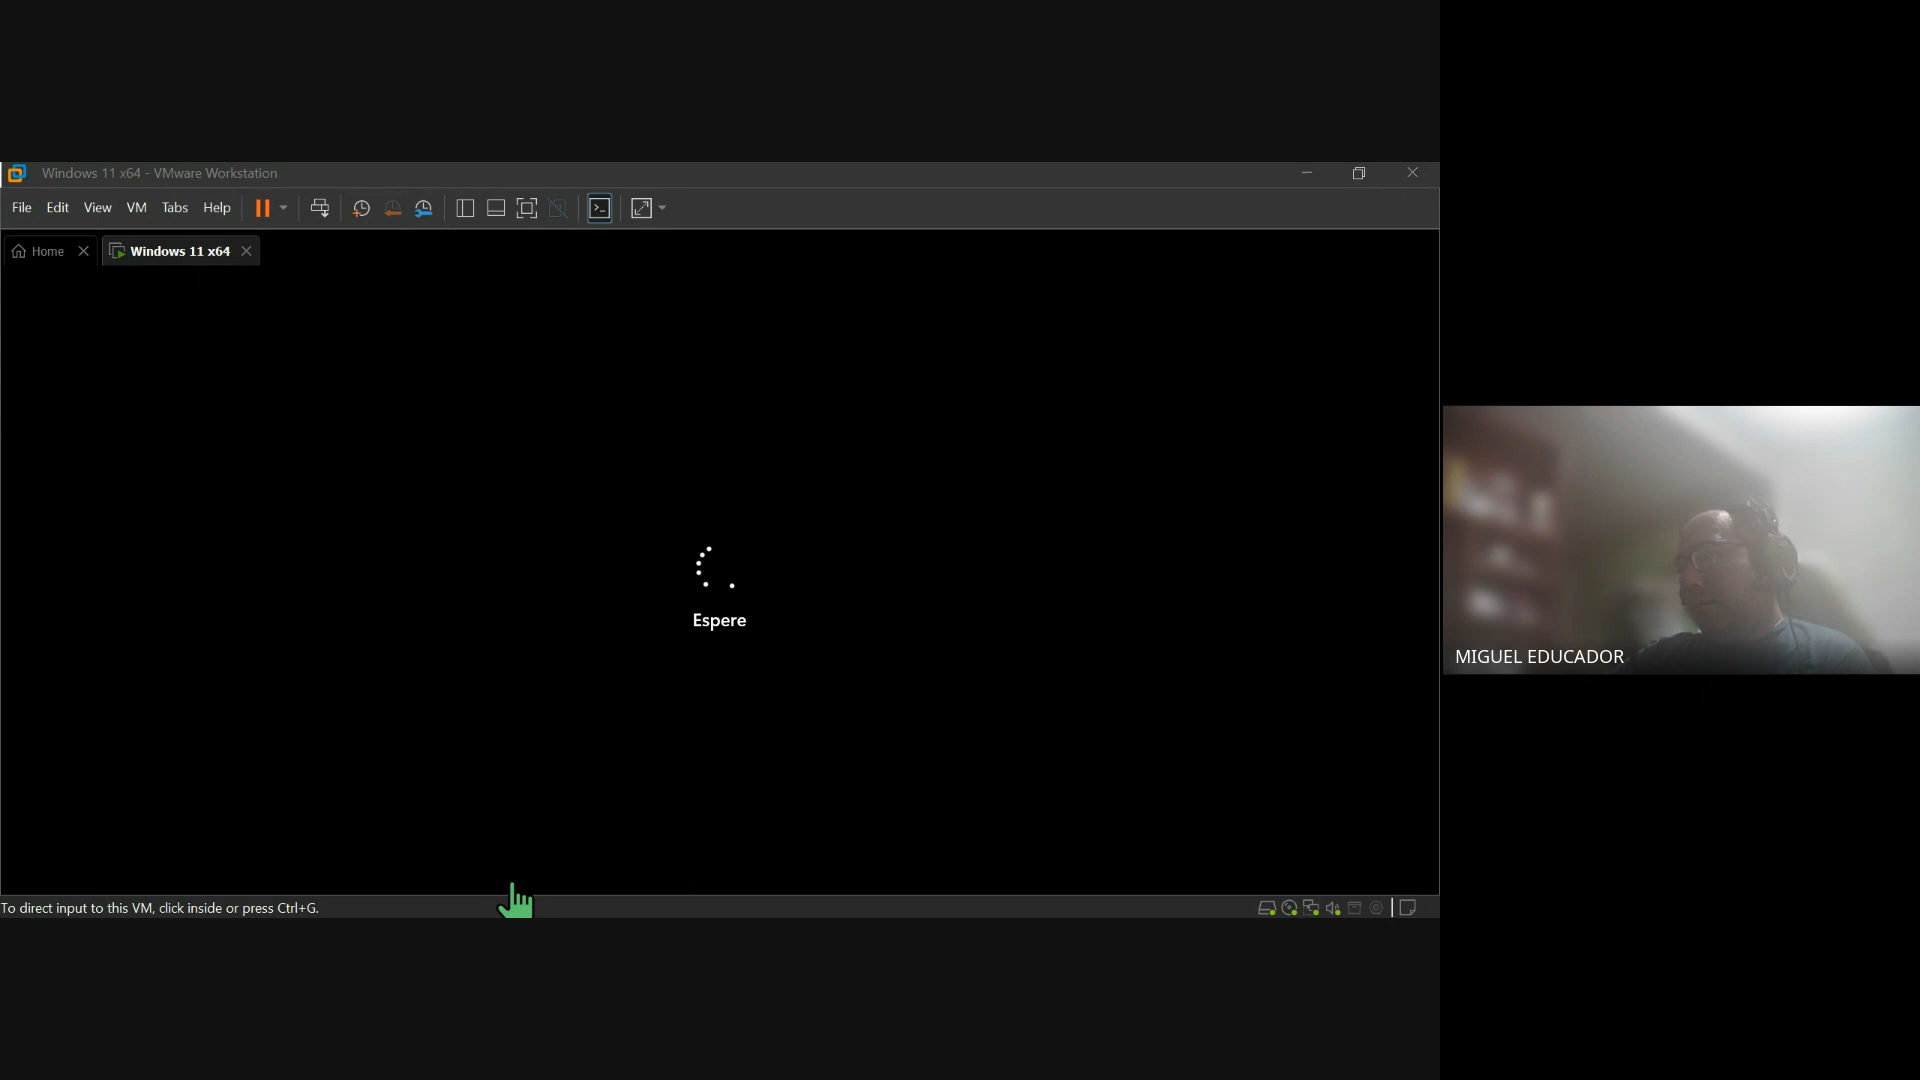 Windows 11 x64 - VMware Workstation
File Edit View VM Tabs Help
Home Windows 11 x64
Espere
MIGUEL EDUCADOR
To direct input to this VM, click inside or press Ctrl+G.